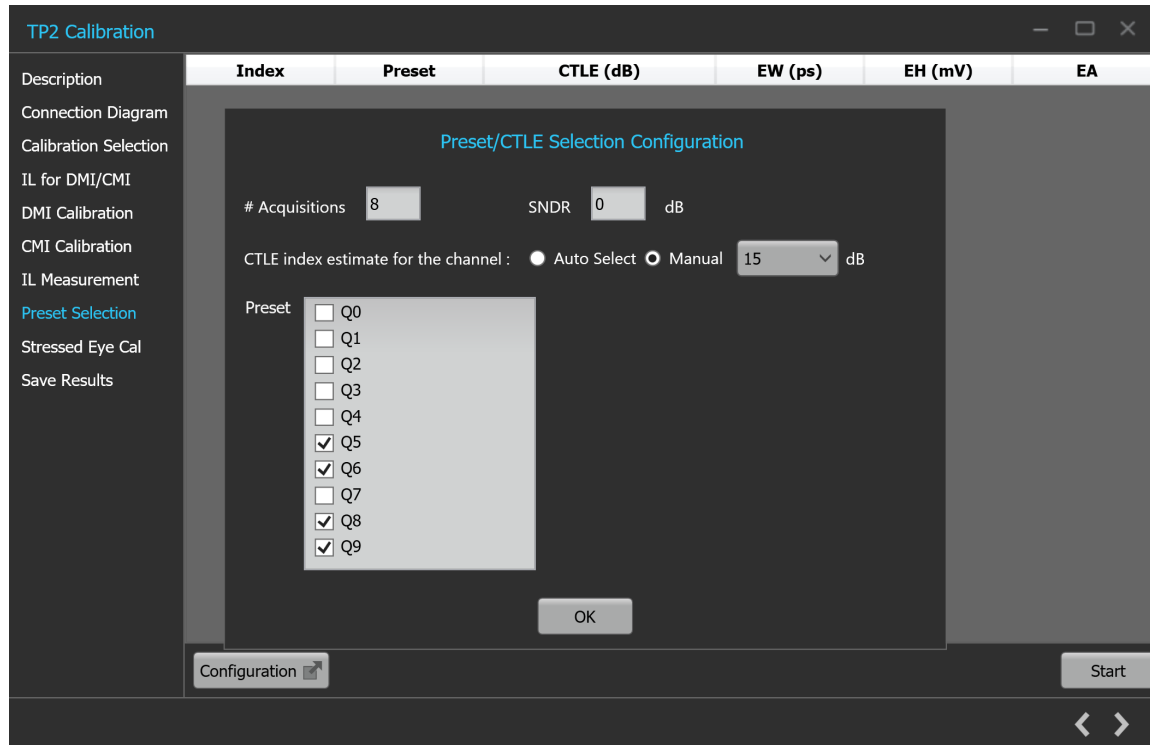 TP2 Calibration
Description
Connection Diagram
Calibration Selection
IL for DMI/CMI
DMI Calibration
CMI Calibration
IL Measurement
Preset Selection
Stressed Eye Cal
Save Results
Index Preset CTLE (dB) EW (ps) EH (mV) EA
Preset/CTLE Selection Configuration
# Acquisitions 8 SNDR 0 dB
CTLE index estimate for the channel : Auto Select Manual 15 dB
Preset
Q0
Q1
Q2
Q3
Q4
Q5
Q6
Q7
Q8
Q9
OK
Configuration Start